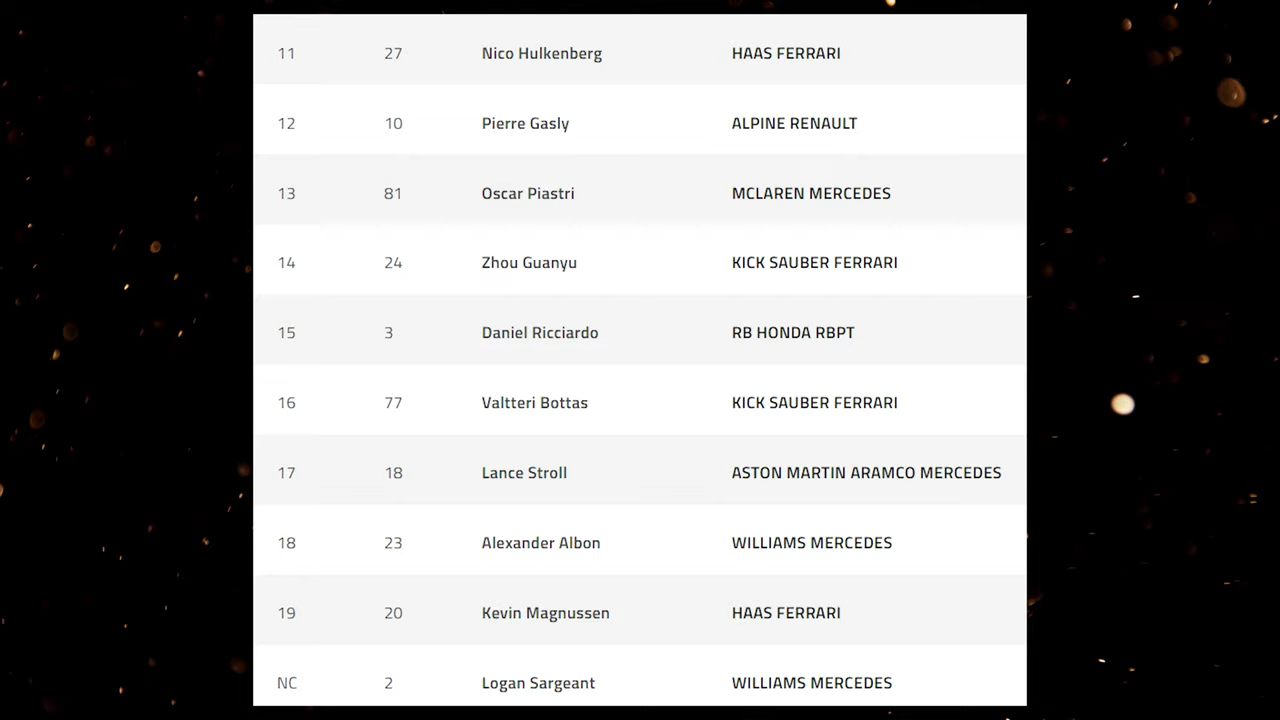 11 27 Nico Hulkenberg HAAS FERRARI
12 10 Pierre Gasly ALPINE RENAULT
13 81 Oscar Piastri MCLAREN MERCEDES
14 24 Zhou Guanyu KICK SAUBER FERRARI
15 3 Daniel Ricciardo RB HONDA RBPT
16 77 Valtteri Bottas KICK SAUBER FERRARI
17 18 Lance Stroll ASTON MARTIN ARAMCO MERCEDES
18 23 Alexander Albon WILLIAMS MERCEDES
19 20 Kevin Magnussen HAAS FERRARI
NC 2 Logan Sargeant WILLIAMS MERCEDES